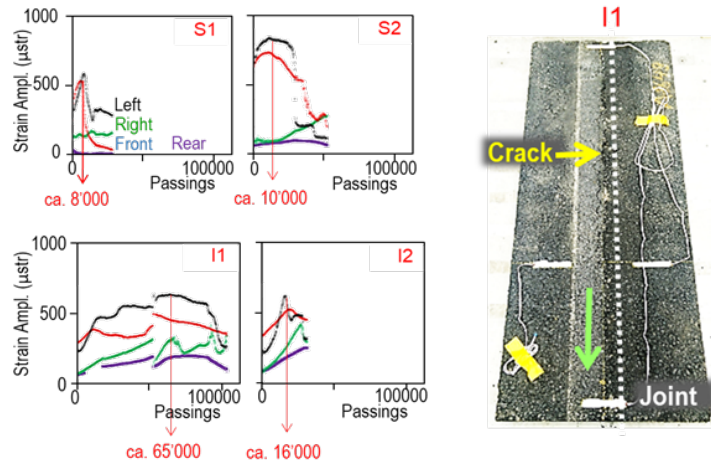 S1
S2
I1
1000
Strain Ampl. (µstr)
500
0
Left
Right
Front Rear
0
100000
Passings
0
100000
Passings
ca. 8'000
ca. 10'000
Crack
1000
Strain Ampl. (µstr)
500
0
I1
I2
0
100000
Passings
0
100000
Passings
ca. 65'000
ca. 16'000
Joint